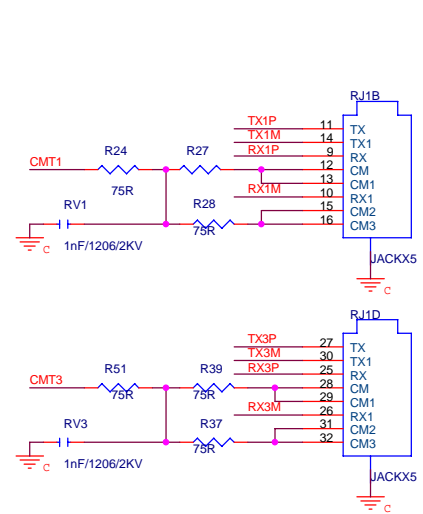 RJ1B
TX1P 11 TX
TX1M 14 TX1
RX1P 9 RX
R24 R27 12 CM
CMT1 13 CM1
75R RX1M 10 RX1
RV1 R28 15 CM2
75R 16 CM3
C 1nF/1206/2KV
JACKX5
C
RJ1D
TX3P 27 TX
TX3M 30 TX1
R51 R39 RX3P 25 RX
CMT3 28 CM
75R 75R 29 CM1
RX3M 26 RX1
RV3 R37 31 CM2
75R 32 CM3
C 1nF/1206/2KV
JACKX5
C